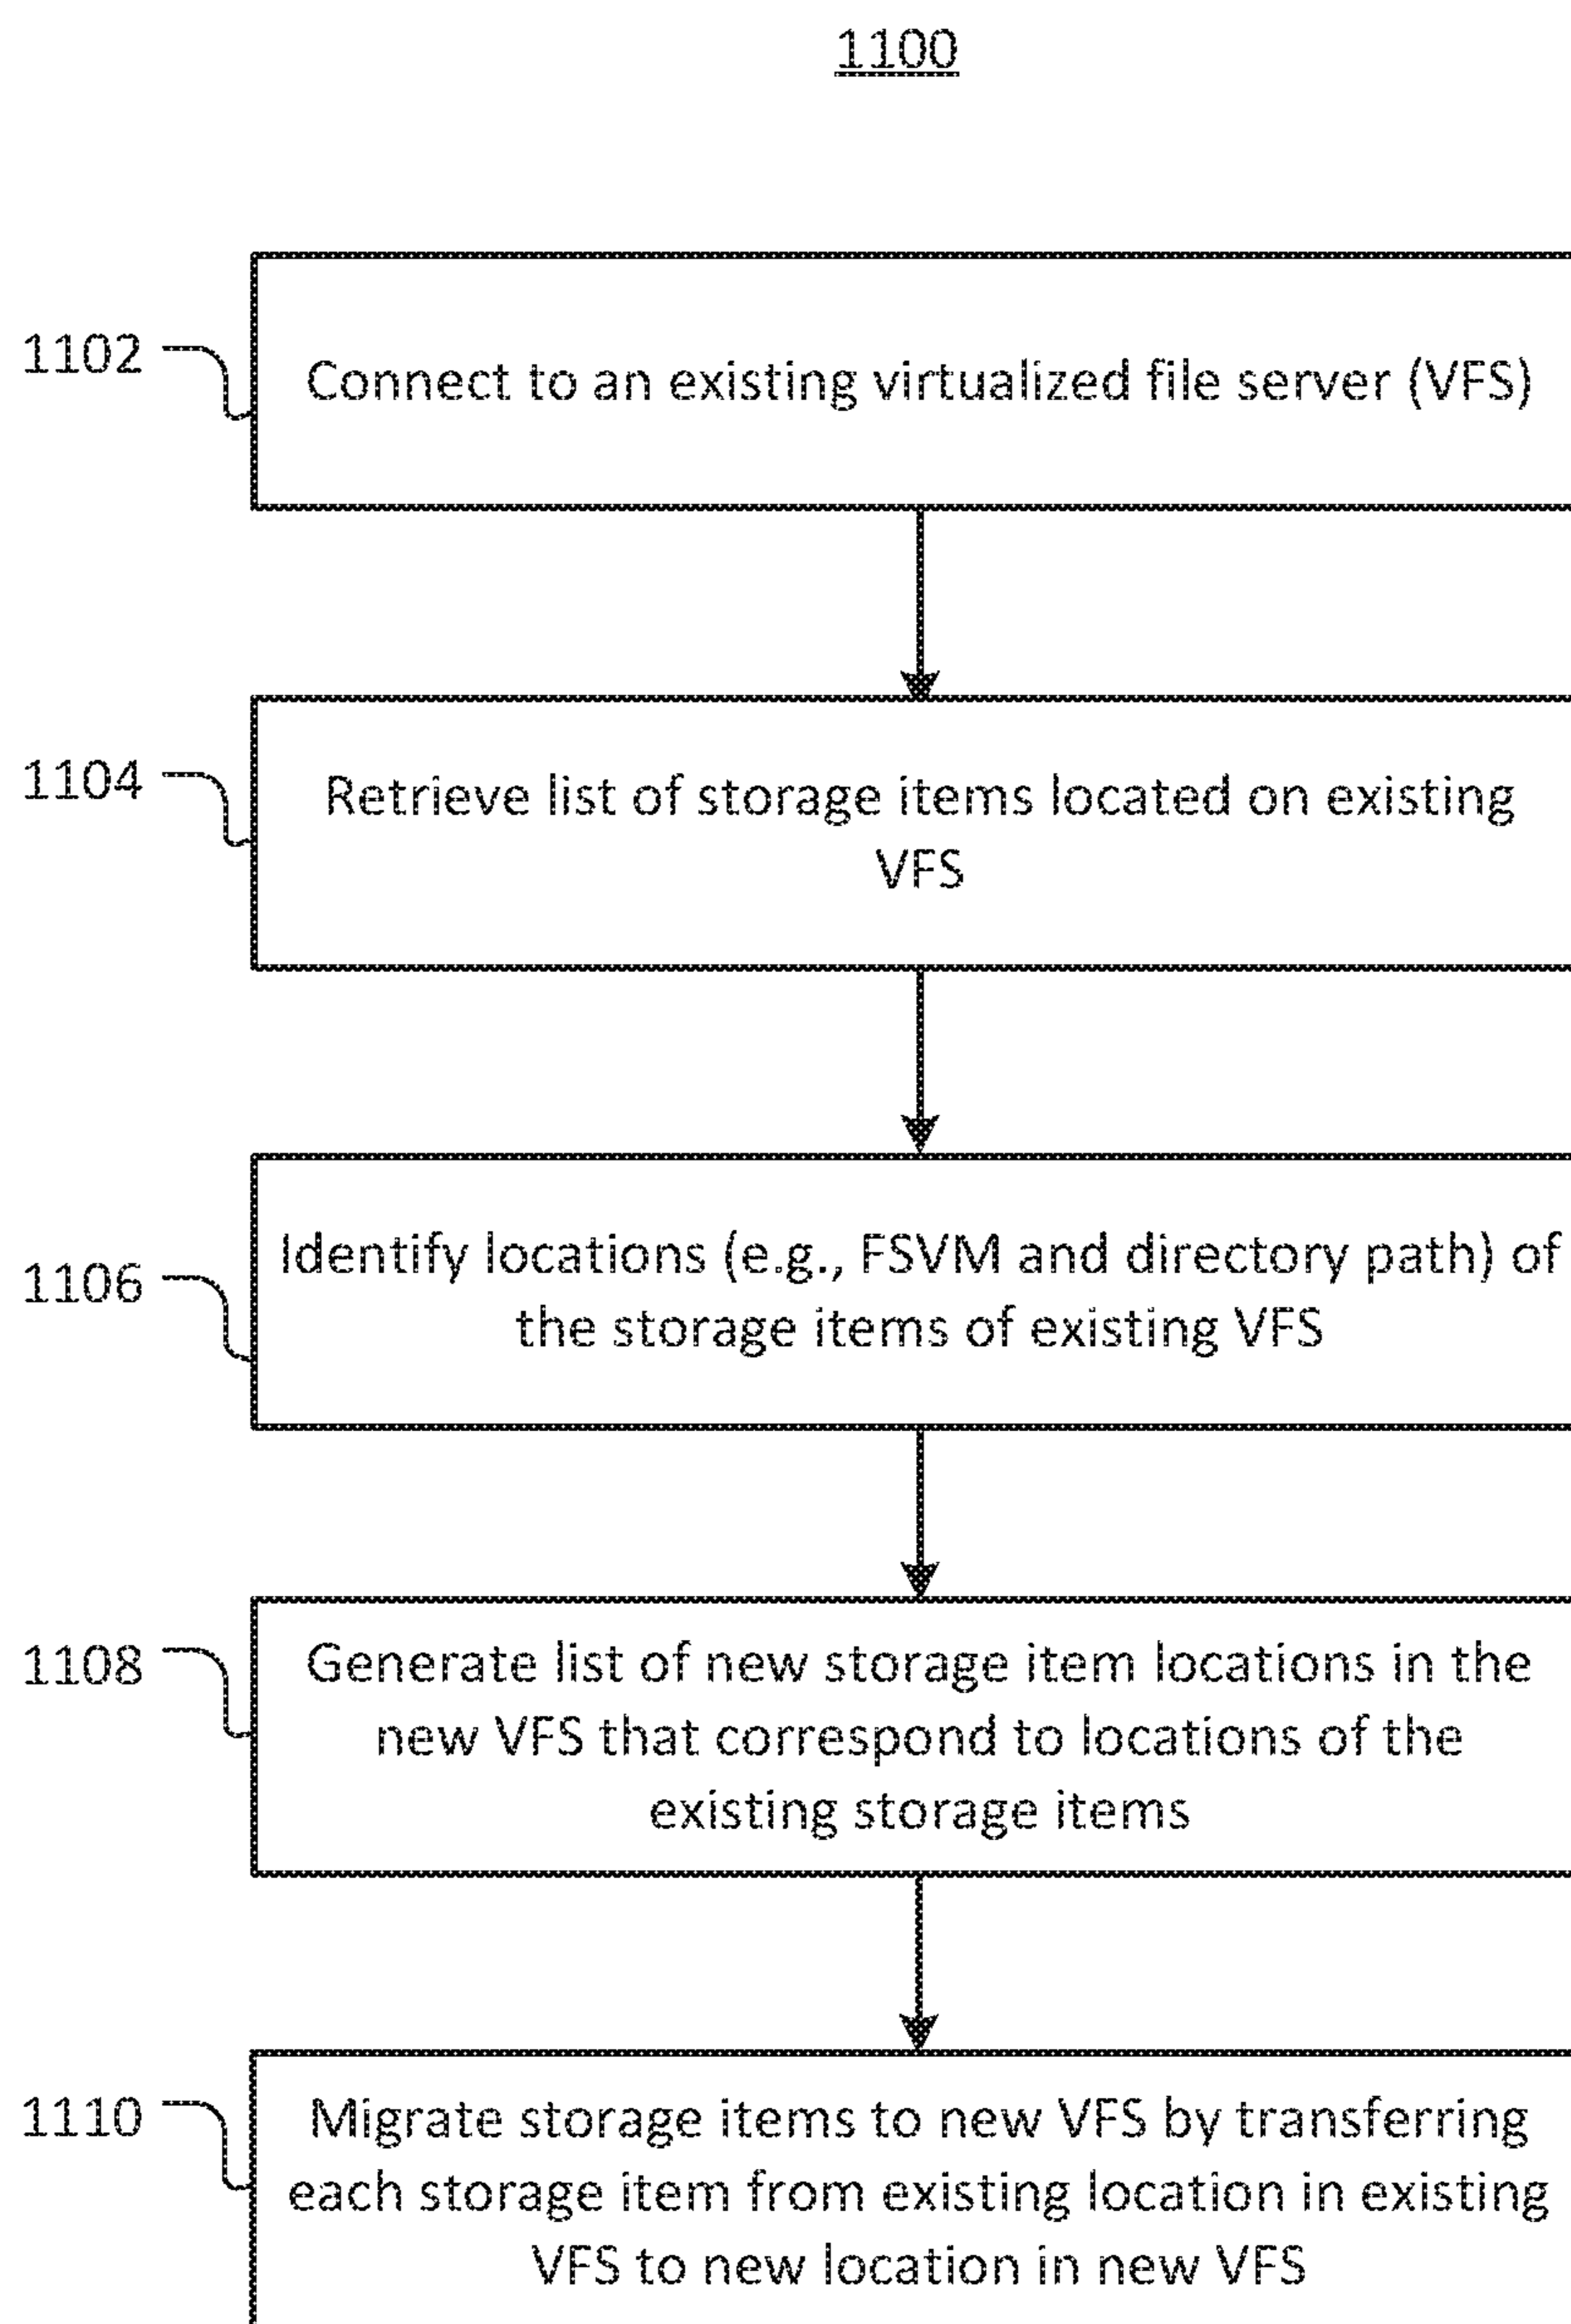 1100
1102
Connect to an existing virtualized file server (VFS)
1104
Retrieve list of storage items located on existing
VFS
1106
Identify locations (e.g., FSVM and directory path) of
the storage items of existing VFS
1108
Generate list of new storage item locations in the
new VFS that correspond to locations of the
existing storage items
1110
Migrate storage items to new VFS by transferring
each storage item from existing location in existing
VFS to new location in new VFS